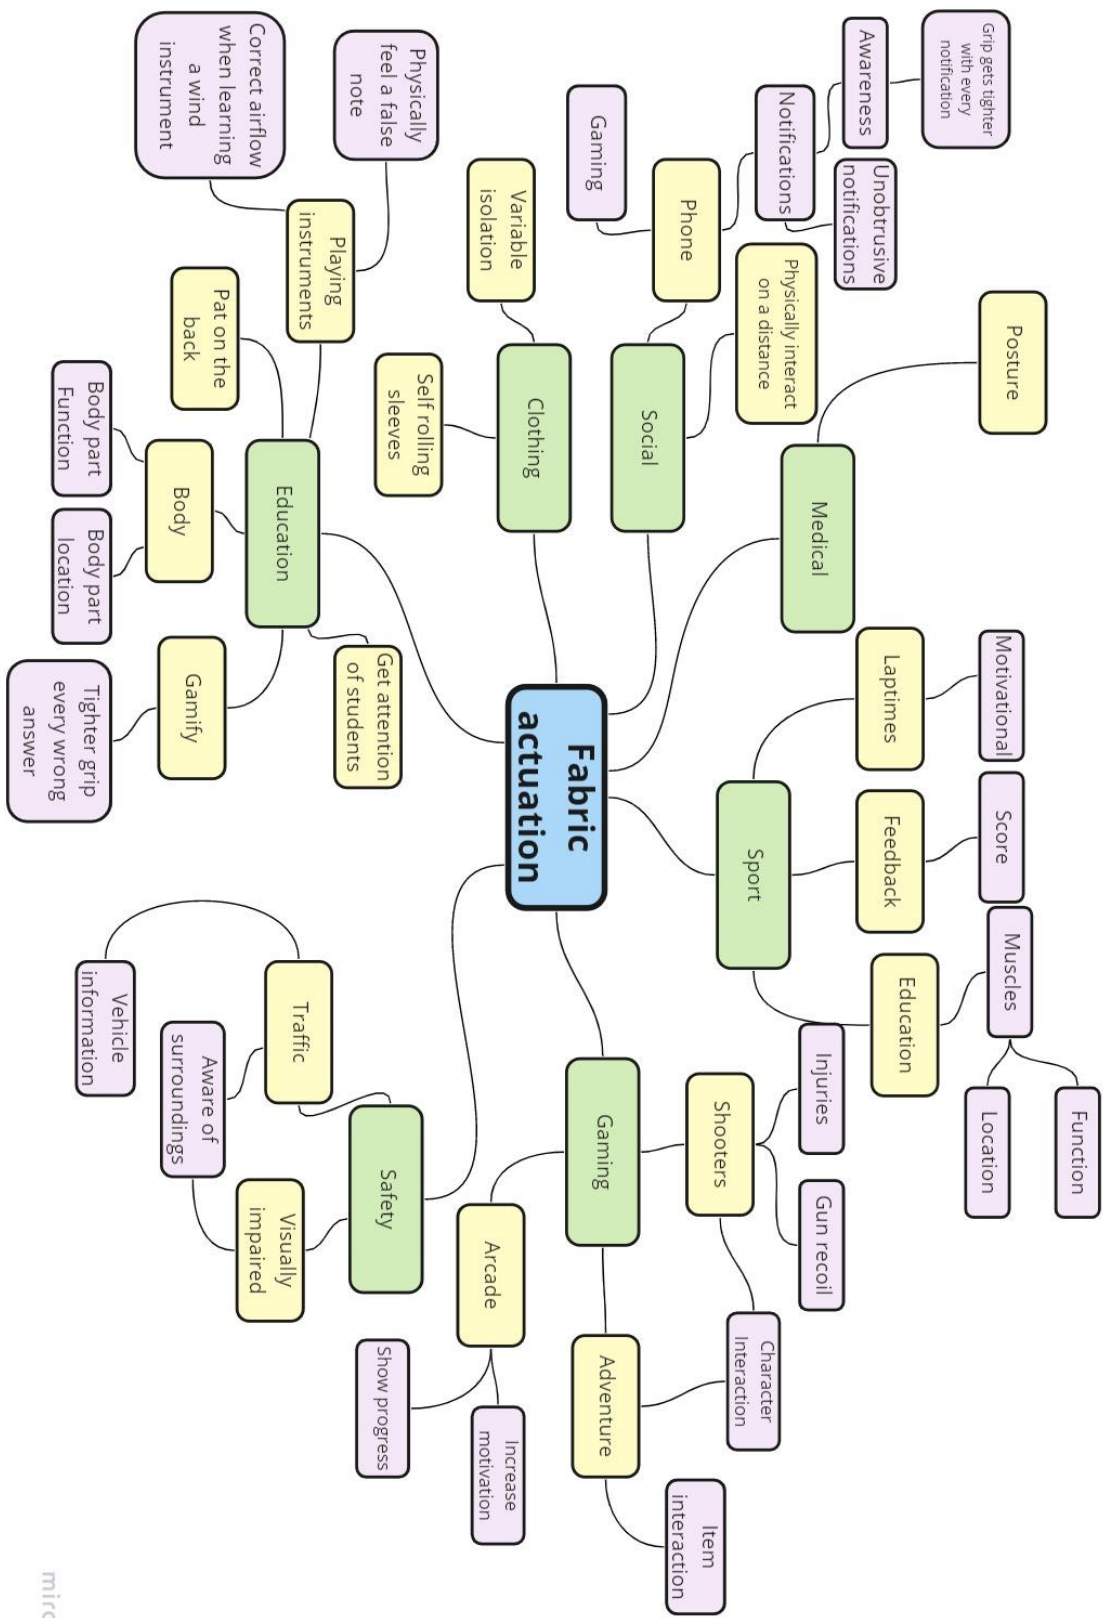 Fabric
actuation
Medical
Posture
Social
Physically interact
on a distance
Phone
Gaming
Notifications
Unobtrusive
notifications
Awareness
Grip gets tighter
with every
notification
Clothing
Variable
isolation
Self rolling
sleeves
Education
Playing
instruments
Physically
feel a false
note
Correct airflow
when learning
a wind
instrument
Pat on the
back
Body
Body part
Function
Body part
location
Gamify
Tighter grip
every wrong
answer
Get attention
of students
Sport
Laptimes
Motivational
Feedback
Score
Education
Muscles
Function
Location
Gaming
Shooters
Injuries
Gun recoil
Character
Interaction
Adventure
Item
interaction
Arcade
Increase
motivation
Show progress
Safety
Traffic
Vehicle
information
Aware of
surroundings
Visually
impaired